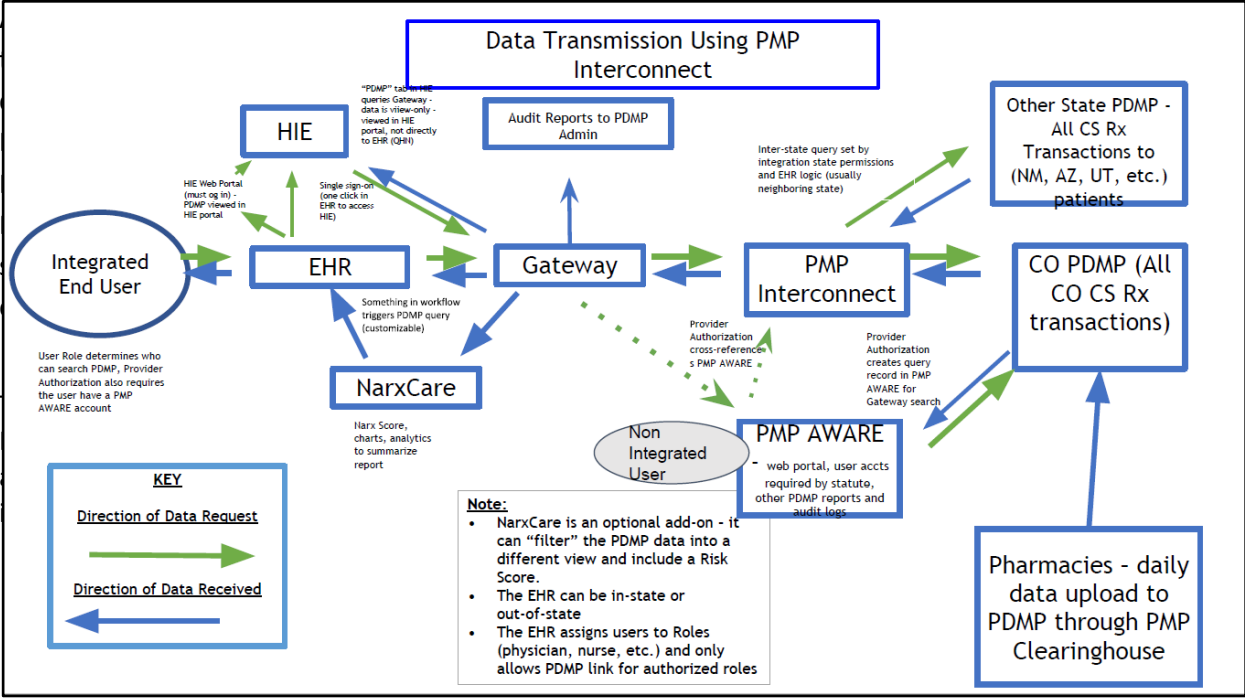 Data Transmission Using PMP
Interconnect
"PDMP" tab in HIE
queries Gateway -
data is viiew-only -
viewed in HIE
portal, not directly
to EHR (QHN)
HIE
Audit Reports to PDMP
Admin
Other State PDMP -
All CS Rx
Transactions to
(NM, AZ, UT, etc.)
patients
Inter-state query set by
integration state permissions
and EHR logic (usually
neighboring state)
HIE Web Portal
(must og in) -
PDMP viewed in
HIE portal
Single sign-on
(one click in
EHR to access
HIE)
Integrated
End User
EHR
Gateway
PMP
Interconnect
CO PDMP (All
CO CS Rx
transactions)
Something in workflow
triggers PDMP query
(customizable)
Provider
Authorization
cross-reference
s PMP AWARE
Provider
Authorization
creates query
record in PMP
AWARE for
Gateway search
User Role determines who
can search PDMP, Provider
Authorization also requires
the user have a PMP
AWARE account
NarxCare
Narx Score,
charts, analytics
to summarize
report
Non
Integrated
User
PMP AWARE
- web portal, user accts
required by statute,
other PDMP reports and
audit logs
KEY
Direction of Data Request
Direction of Data Received
Note:
• NarxCare is an optional add-on - it
can "filter" the PDMP data into a
different view and include a Risk
Score.
• The EHR can be in-state or
out-of-state
• The EHR assigns users to Roles
(physician, nurse, etc.) and only
allows PDMP link for authorized roles
Pharmacies - daily
data upload to
PDMP through PMP
Clearinghouse